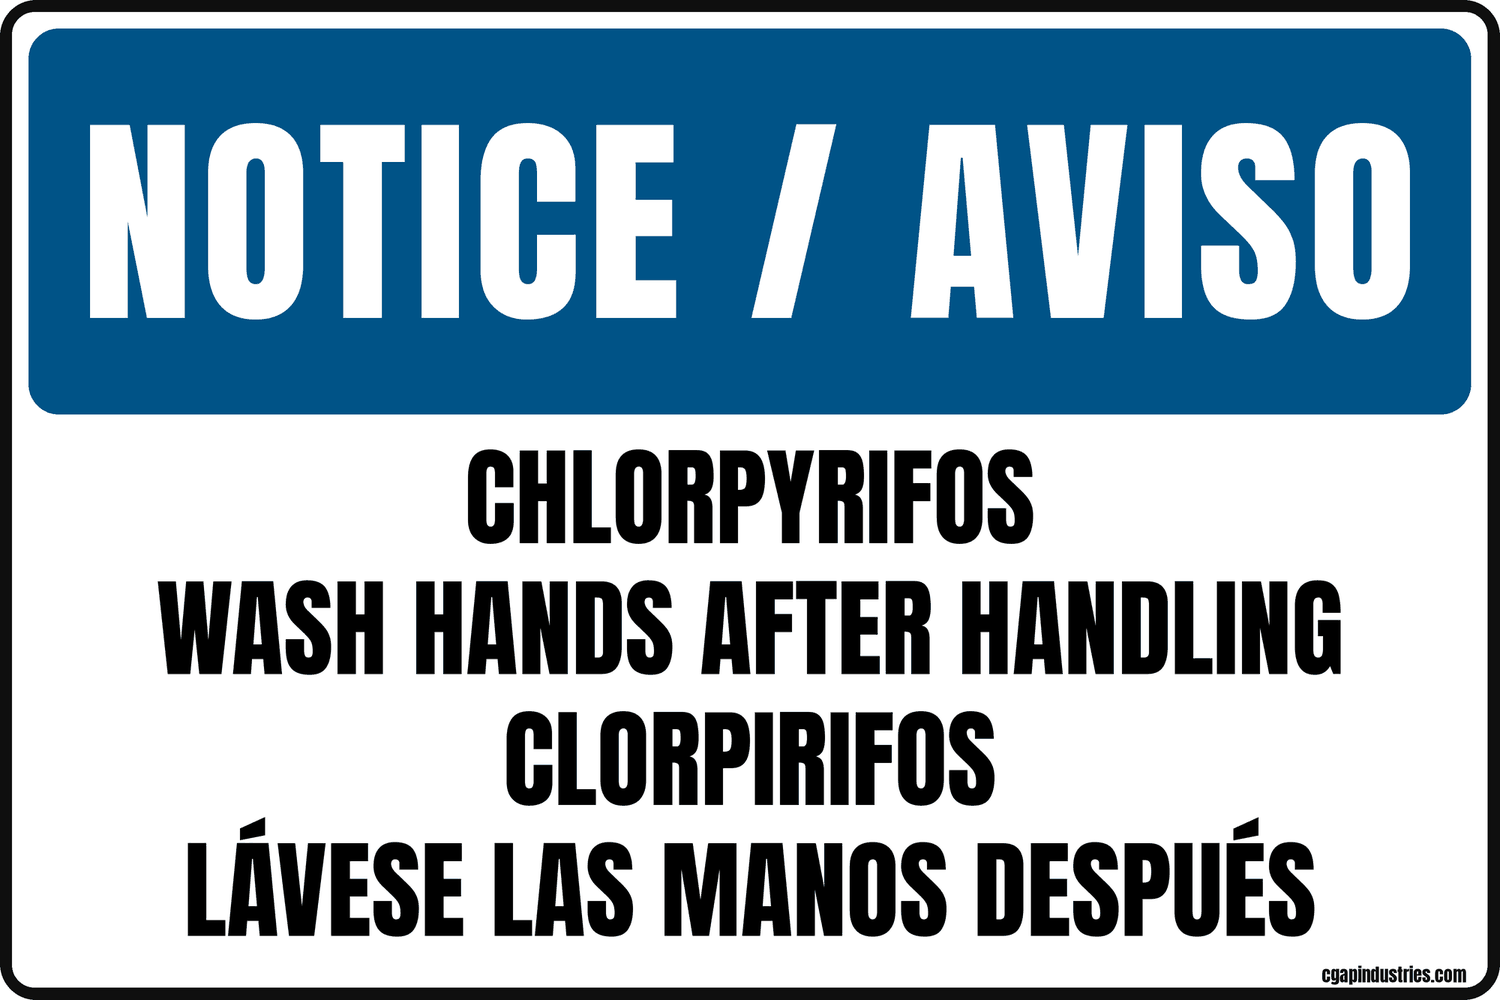 NOTICE / AVISO
CHLORPYRIFOS
WASH HANDS AFTER HANDLING
CLORPIRIFOS
LÁVESE LAS MANOS DESPUÉS
cgapindustries.com